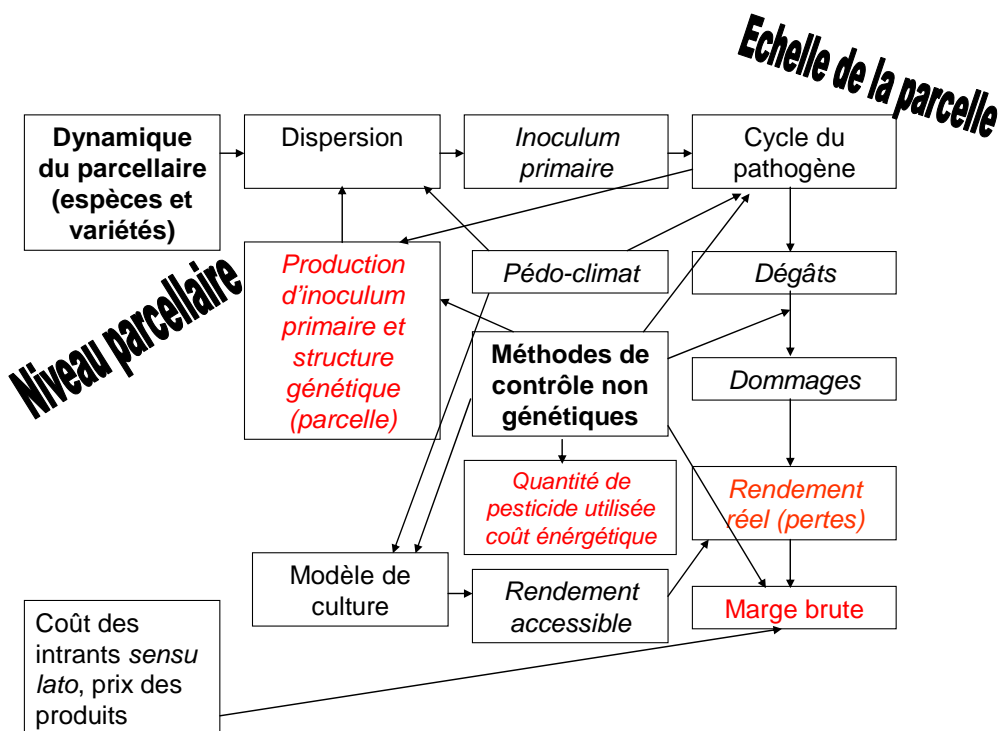 Echelle de la parcelle
Dynamique
du parcellaire
(espèces et
variétés)
Dispersion
Inoculum
primaire
Cycle du
pathogène
Niveau parcellaire
Production
d'inoculum
primaire et
structure
génétique
(parcelle)
Pédo-climat
Dégâts
Méthodes de
contrôle non
génétiques
Dommages
Quantité de
pesticide utilisée
coût énérgétique
Rendement
réel (pertes)
Modèle de
culture
Rendement
accessible
Marge brute
Coût des
intrants sensu
lato, prix des
produits